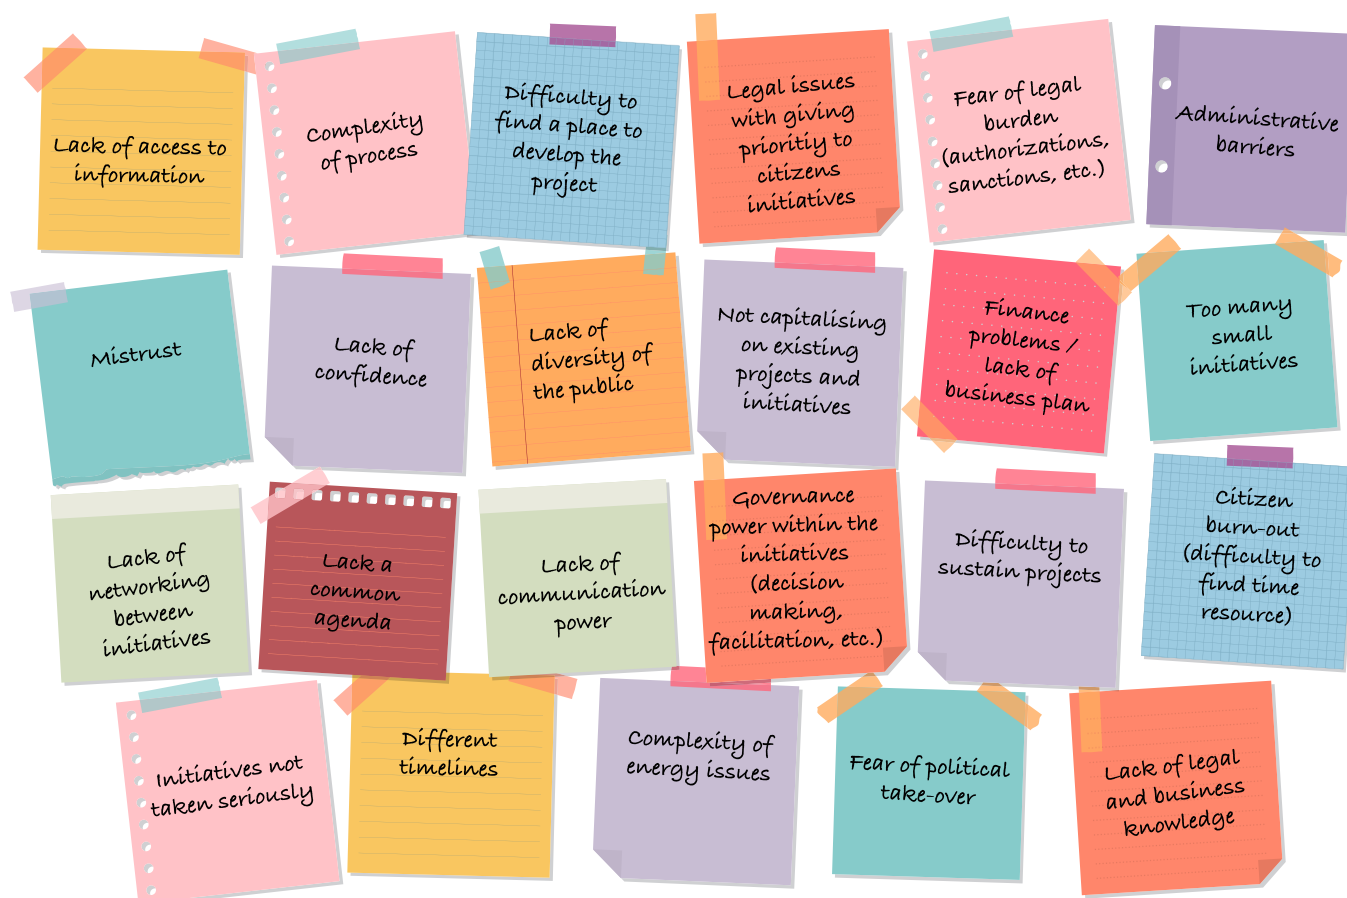 Lack of access to
information
Complexity
of process
Difficulty to
find a place to
develop the
project
Legal issues
with giving
prioritiy to
citizens
initiatives
Fear of legal
burden
(authorizations,
sanctions, etc.)
Administrative
barriers
Mistrust
Lack of
confidence
Lack of
diversity of
the public
Not capitalising
on existing
projects and
initiatives
Finance
problems /
lack of
business plan
Too many
small
initiatives
Lack of
networking
between
initiatives
Lack a
common
agenda
Lack of
communication
power
Governance
power within the
initiatives
(decision
making,
facilitation, etc.)
Difficulty to
sustain projects
Citizen
burn-out
(difficulty to
find time
resource)
Initiatives not
taken seriously
Different
timelines
Complexity of
energy issues
Fear of political
take-over
Lack of legal
and business
knowledge